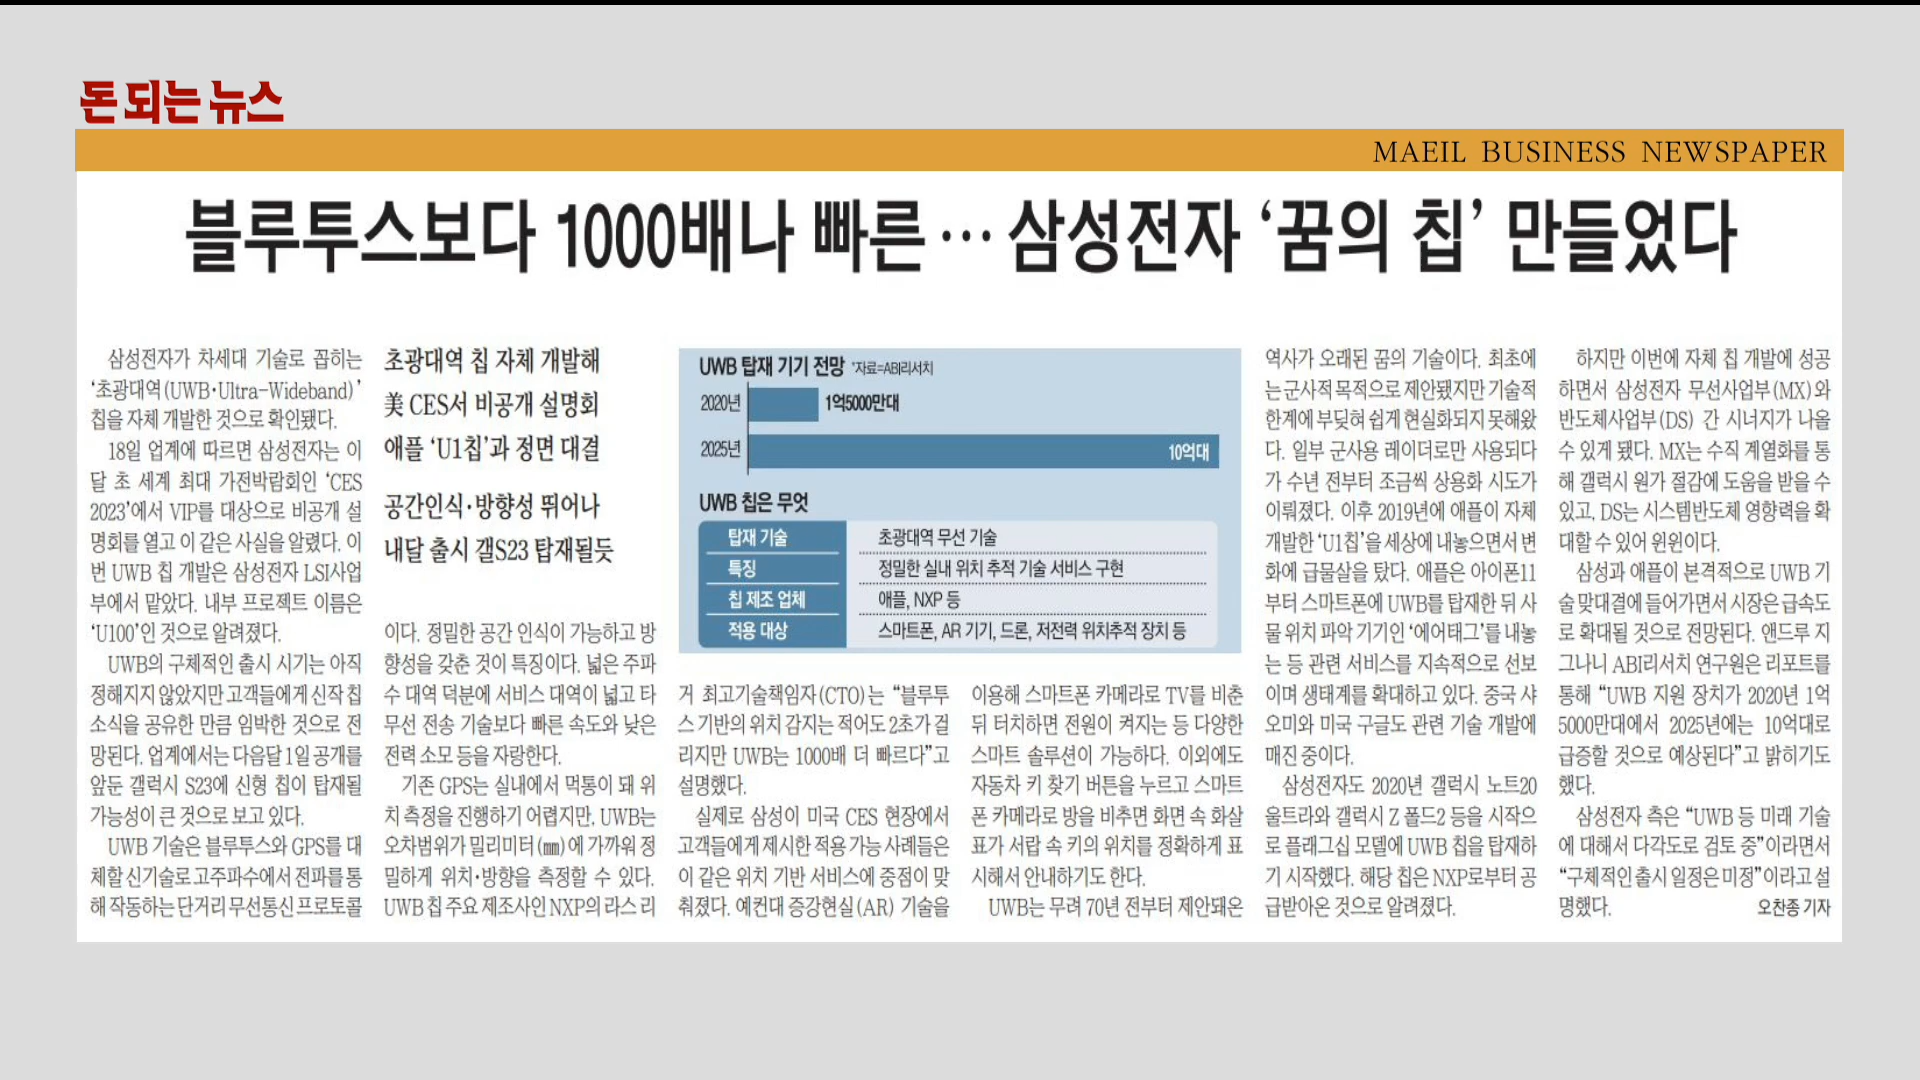 돈 되는 뉴스
MAEIL BUSINESS NEWSPAPER
블루투스보다 1000배나 빠른… 삼성전자 ‘꿈의 칩’ 만들었다
삼성전자가 차세대 기술로 꼽히는
‘초광대역(UWB·Ultra-Wideband)’
칩을 자체 개발한 것으로 확인됐다.
18일 업계에 따르면 삼성전자는 이
달 초 세계 최대 가전박람회인 ‘CES
2023’에서 VIP를 대상으로 비공개 설
명회를 열고 이 같은 사실을 알렸다. 이
번 UWB 칩 개발은 삼성전자 LSI사업
부에서 맡았다. 내부 프로젝트 이름은
‘U100’인 것으로 알려졌다.
UWB의 구체적인 출시 시기는 아직
정해지지 않았지만 고객들에게 신작 칩
소식을 공유한 만큼 임박한 것으로 전
망된다. 업계에서는 다음달 1일 공개를
앞둔 갤럭시 S23에 신형 칩이 탑재될
가능성이 큰 것으로 보고 있다.
UWB 기술은 블루투스와 GPS를 대
체할 신기술로 고주파수에서 전파를 통
해 작동하는 단거리 무선통신 프로토콜
초광대역 칩 자체 개발해
美 CES서 비공개 설명회
애플 ‘U1칩’과 정면 대결
공간인식·방향성 뛰어나
내달 출시 갤S23 탑재될듯
이다. 정밀한 공간 인식이 가능하고 방
향성을 갖춘 것이 특징이다. 넓은 주파
수 대역 덕분에 서비스 대역이 넓고 타
무선 전송 기술보다 빠른 속도와 낮은
전력 소모 등을 자랑한다.
기존 GPS는 실내에서 먹통이 돼 위
치 측정을 진행하기 어렵지만, UWB는
오차범위가 밀리미터(㎜)에 가까워 정
밀하게 위치·방향을 측정할 수 있다.
UWB 칩 주요 제조사인 NXP의 라스 리
UWB 탑재 기기 전망 *자료=ABI리서치
2020년 1억5000만대
2025년 10억대
UWB 칩은 무엇
탑재 기술 초광대역 무선 기술
특징 정밀한 실내 위치 추적 기술 서비스 구현
칩 제조 업체 애플, NXP 등
적용 대상 스마트폰, AR 기기, 드론, 저전력 위치추적 장치 등
거 최고기술책임자(CTO)는 “블루투
스 기반의 위치 감지는 적어도 2초가 걸
리지만 UWB는 1000배 더 빠르다”고
설명했다.
실제로 삼성이 미국 CES 현장에서
고객들에게 제시한 적용 가능 사례들은
이 같은 위치 기반 서비스에 중점이 맞
춰졌다. 예컨대 증강현실(AR) 기술을
이용해 스마트폰 카메라로 TV를 비춘
뒤 터치하면 전원이 켜지는 등 다양한
스마트 솔루션이 가능하다. 이외에도
자동차 키 찾기 버튼을 누르고 스마트
폰 카메라로 방을 비추면 화면 속 화살
표가 서랍 속 키의 위치를 정확하게 표
시해서 안내하기도 한다.
UWB는 무려 70년 전부터 제안돼온
역사가 오래된 꿈의 기술이다. 최초에
는 군사적 목적으로 제안됐지만 기술적
한계에 부딪혀 쉽게 현실화되지 못해왔
다. 일부 군사용 레이더로만 사용되다
가 수년 전부터 조금씩 상용화 시도가
이뤄졌다. 이후 2019년에 애플이 자체
개발한 ‘U1칩’을 세상에 내놓으면서 변
화에 급물살을 탔다. 애플은 아이폰11
부터 스마트폰에 UWB를 탑재한 뒤 사
물 위치 파악 기기인 ‘에어태그’를 내놓
는 등 관련 서비스를 지속적으로 선보
이며 생태계를 확대하고 있다. 중국 샤
오미와 미국 구글도 관련 기술 개발에
매진 중이다.
삼성전자도 2020년 갤럭시 노트20
울트라와 갤럭시 Z 폴드2 등을 시작으
로 플래그십 모델에 UWB 칩을 탑재하
기 시작했다. 해당 칩은 NXP로부터 공
급받아온 것으로 알려졌다.
하지만 이번에 자체 칩 개발에 성공
하면서 삼성전자 무선사업부(MX)와
반도체사업부(DS) 간 시너지가 나올
수 있게 됐다. MX는 수직 계열화를 통
해 갤럭시 원가 절감에 도움을 받을 수
있고, DS는 시스템반도체 영향력을 확
대할 수 있어 윈윈이다.
삼성과 애플이 본격적으로 UWB 기
술 맞대결에 들어가면서 시장은 급속도
로 확대될 것으로 전망된다. 앤드루 지
그나니 ABI리서치 연구원은 리포트를
통해 “UWB 지원 장치가 2020년 1억
5000만대에서 2025년에는 10억대로
급증할 것으로 예상된다”고 밝히기도
했다.
삼성전자 측은 “UWB 등 미래 기술
에 대해서 다각도로 검토 중”이라면서
“구체적인 출시 일정은 미정”이라고 설
명했다. 오찬종 기자